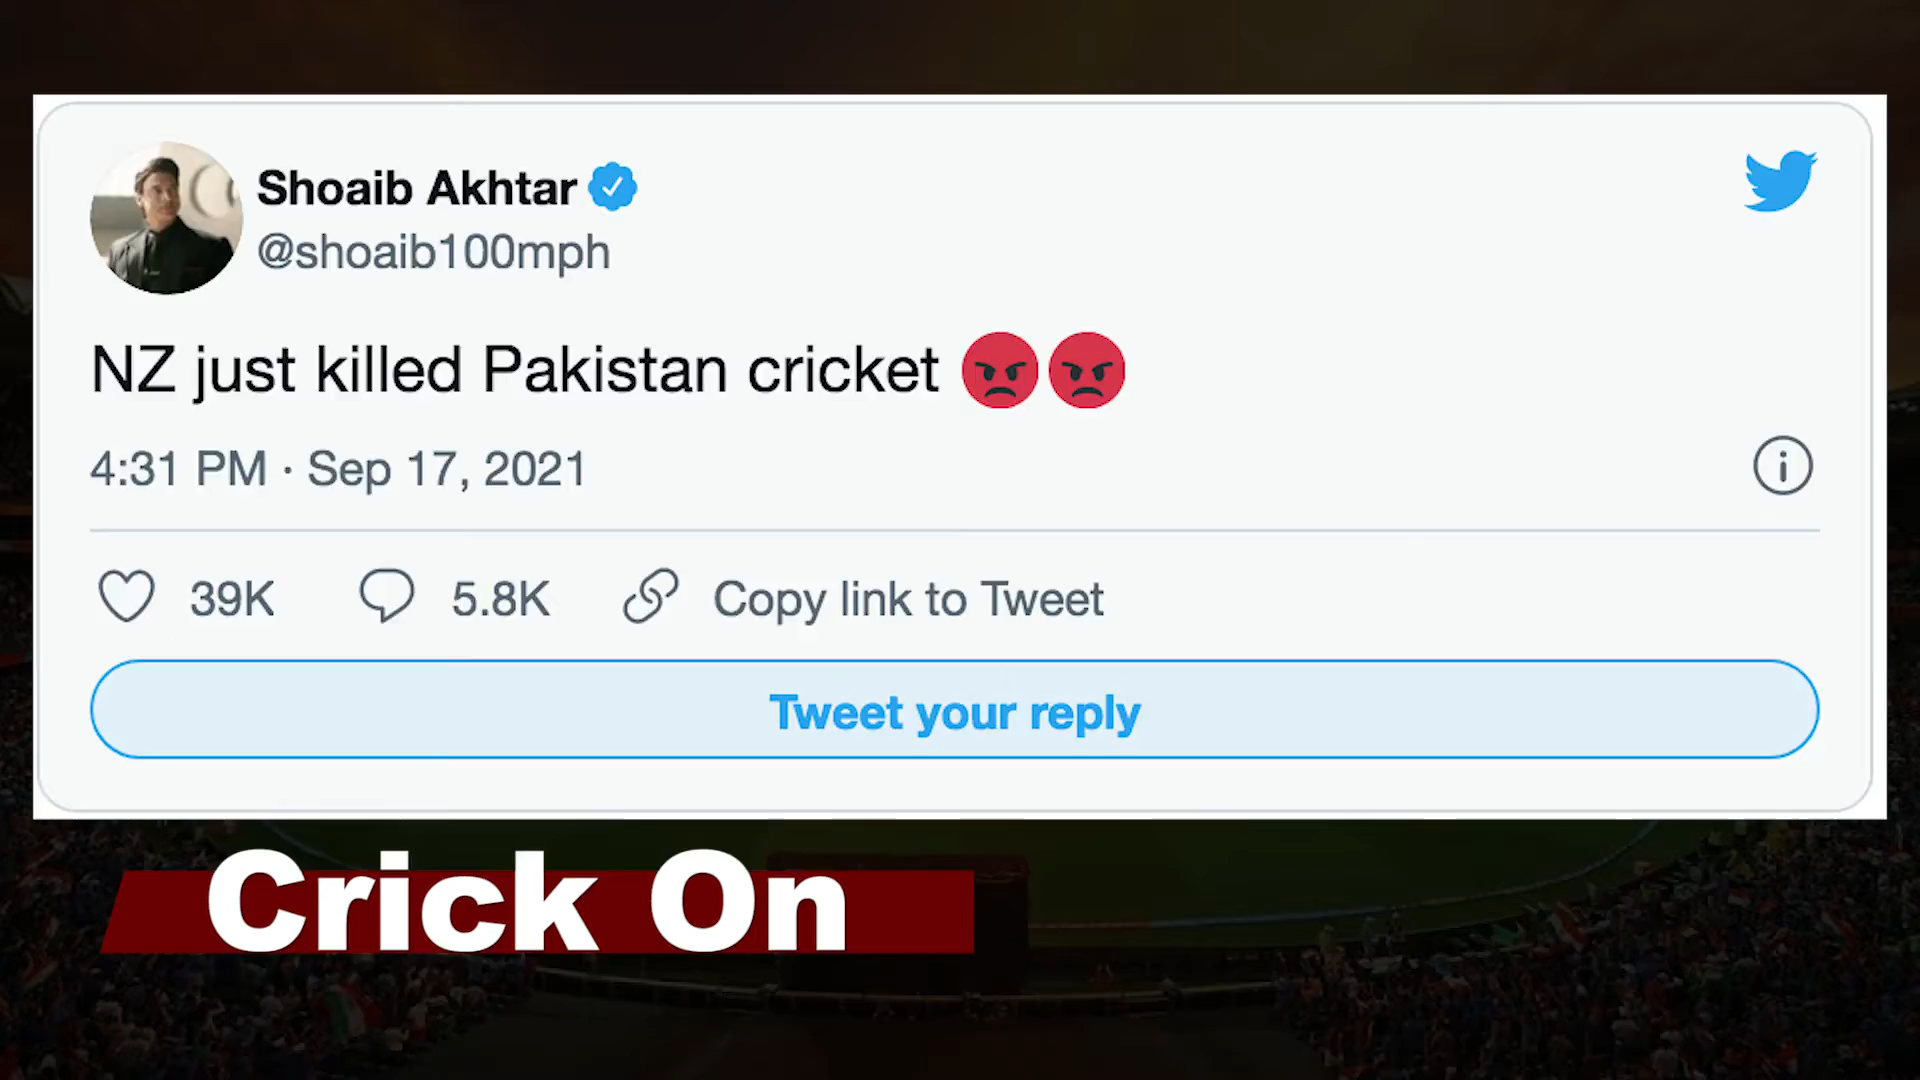 Shoaib Akhtar
@shoaib100mph
NZ just killed Pakistan cricket 😡😡
4:31 PM · Sep 17, 2021
39K 5.8K Copy link to Tweet
Tweet your reply
Crick On